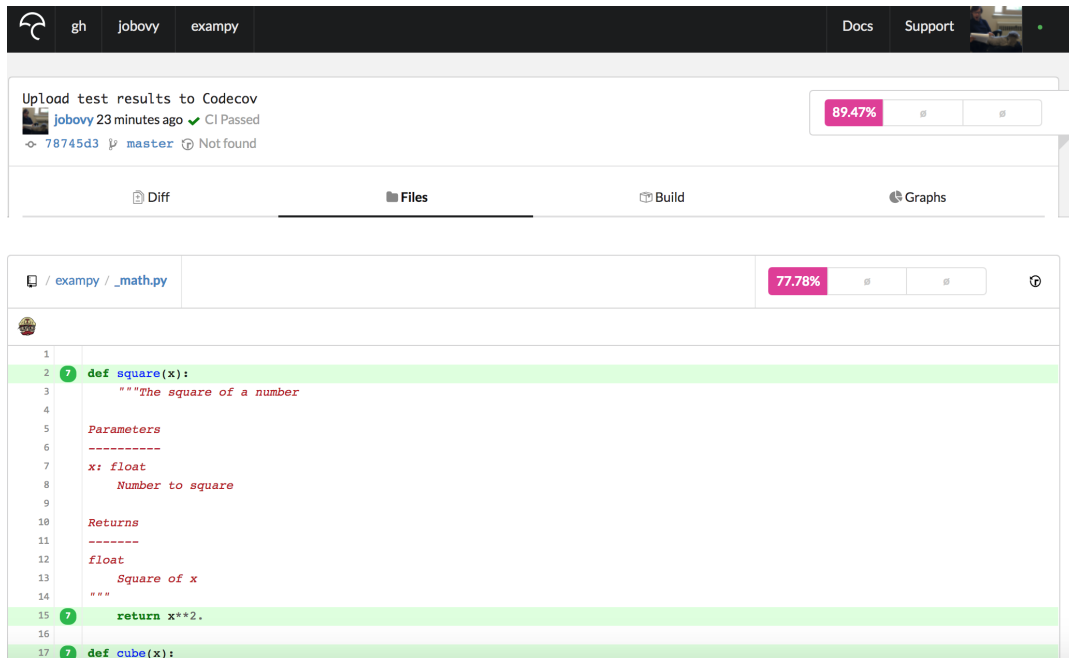 gh jobovy exampy Docs Support
Upload test results to Codecov
jobovy 23 minutes ago CI Passed
78745d3 master Not found
89.47% ø ø
Diff Files Build Graphs
/ exampy / _math.py 77.78% ø ø
1
2 7 def square(x):
3 """The square of a number
4
5 Parameters
6 ----------
7 x: float
8 Number to square
9
10 Returns
11 -------
12 float
13 Square of x
14 """
15 7 return x**2.
16
17 7 def cube(x):